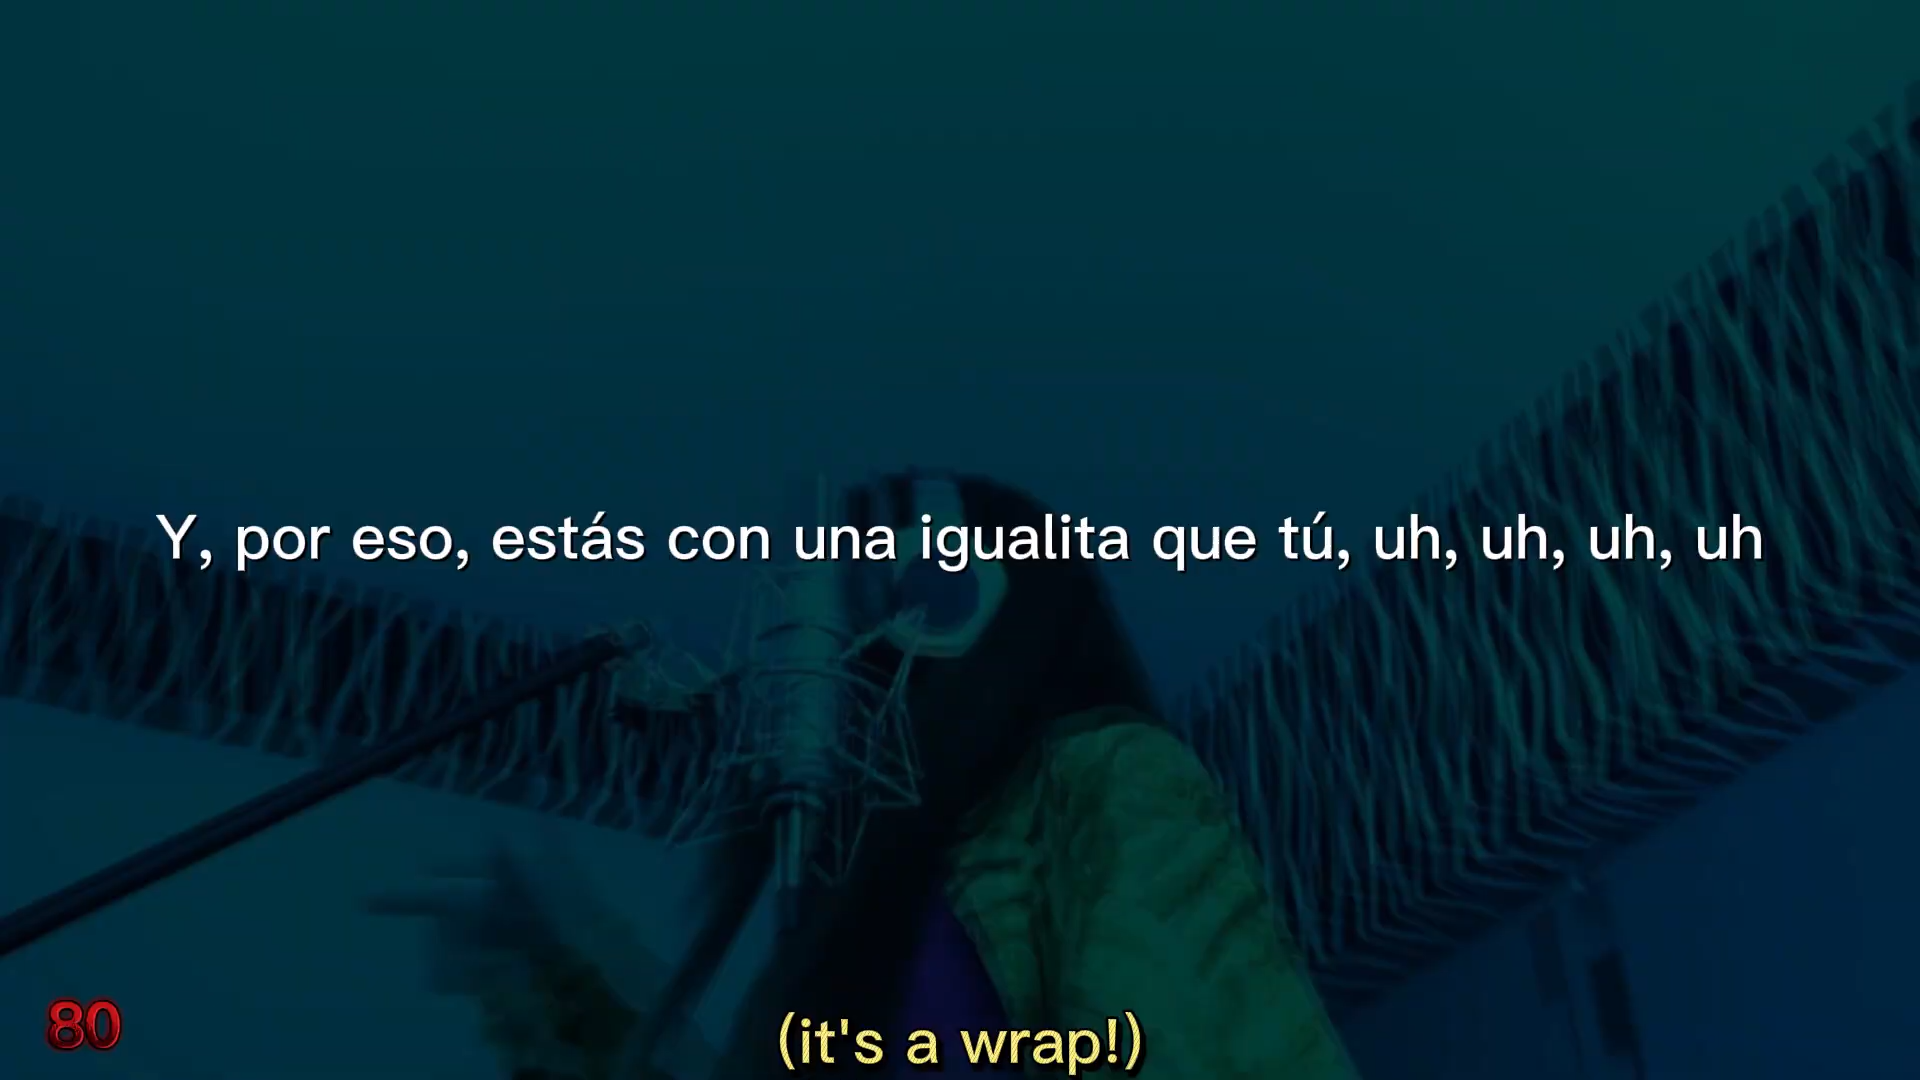 Y, por eso, estás con una igualita que tú, uh, uh, uh, uh
80
(it's a wrap!)